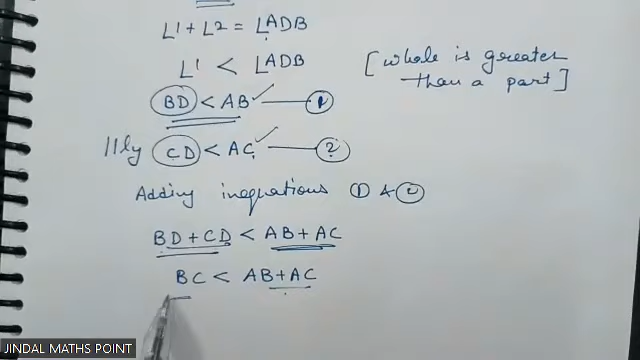 ∟1 + ∟2 = ∟ADB
∟1 < ∟ADB
[whole is greater
than a part]
BD < AB ✓ — ①
||ly CD < AC ✓ — ②
Adding inequations ① & ②
BD + CD < AB + AC
BC < AB + AC
JINDAL MATHS POINT